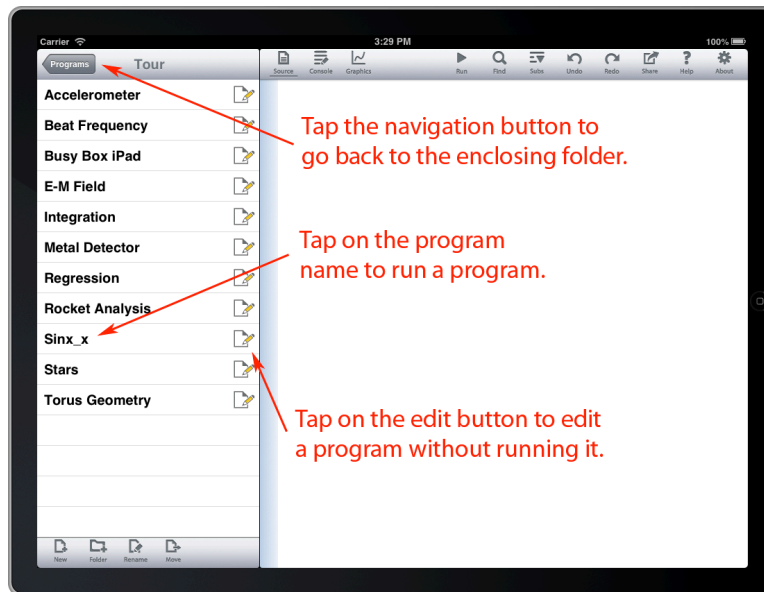 Carrier
3:29 PM
100%
Programs
Tour
Source
Console
Graphics
Run
Find
Subs
Undo
Redo
Share
Help
About
Accelerometer
Beat Frequency
Busy Box iPad
E-M Field
Integration
Metal Detector
Regression
Rocket Analysis
Sinx_x
Stars
Torus Geometry
Tap the navigation button to
go back to the enclosing folder.
Tap on the program
name to run a program.
Tap on the edit button to edit
a program without running it.
New
Folder
Rename
Move